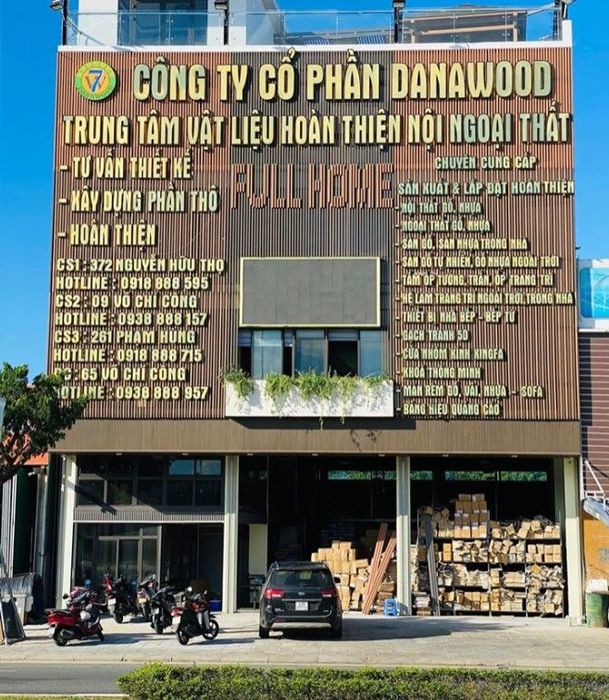 CÔNG TY CỔ PHẦN DANAWOOD
TRUNG TÂM VẬT LIỆU HOÀN THIỆN NỘI NGOẠI THẤT
- TƯ VẤN THIẾT KẾ
- XÂY DỰNG PHẦN THÔ
- HOÀN THIỆN
CS1: 372 NGUYỄN HỮU THỌ
HOTLINE: 0918 888 595
CS2: 09 VÕ CHÍ CÔNG
HOTLINE: 0938 888 157
CS3: 261 PHẠM HÙNG
HOTLINE: 0918 888 715
65 VÕ CHÍ CÔNG
HOTLINE: 0938 888 957
FULL HOME
CHUYÊN CUNG CẤP
SẢN XUẤT & LẮP ĐẶT HOÀN THIỆN
- NỘI THẤT GỖ, NHỰA
- NGOẠI THẤT GỖ, NHỰA
- SÀN GỖ, SÀN NHỰA TRONG NHÀ
- SÀN GỖ TỰ NHIÊN, GỖ NHỰA NGOÀI TRỜI
- TẤM ỐP TƯỜNG, TRẦN, ỐP TRANG TRÍ
- HỆ LAM TRANG TRÍ NGOÀI TRỜI, TRONG NHÀ
- THIẾT BỊ NHÀ BẾP - BẾP TỪ
- GẠCH TRANH 5D
- CỬA NHÔM KÍNH XINGFA
- KHÓA THÔNG MINH
- MÀN RÈM GỖ, VẢI, NHỰA - SOFA
- BẢNG HIỆU QUẢNG CÁO